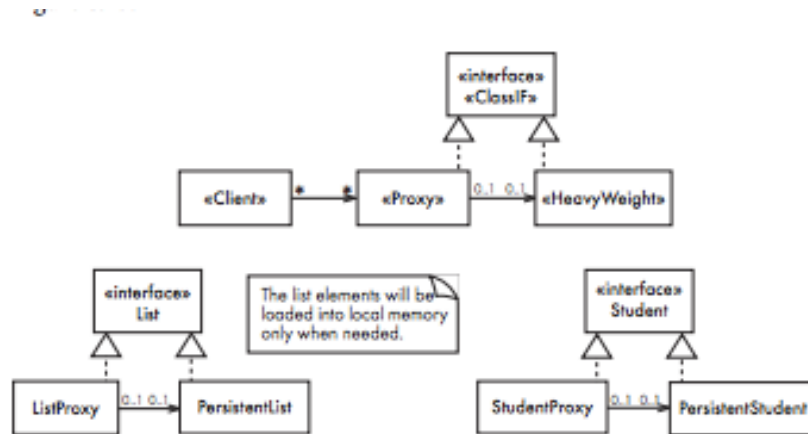 «interface»
«ClassIF»
«Client»
*
*
«Proxy»
0..1 0..1
«HeavyWeight»
«interface»
List
The list elements will be
loaded into local memory
only when needed.
«interface»
Student
ListProxy
0..1 0..1
PersistentList
StudentProxy
0..1 0..1
PersistentStudent